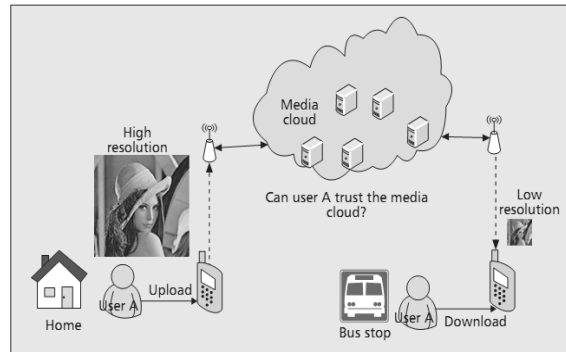 Media
cloud
High
resolution
Can user A trust the media
cloud?
Low
resolution
Upload
User A
Home
User A
Download
Bus stop